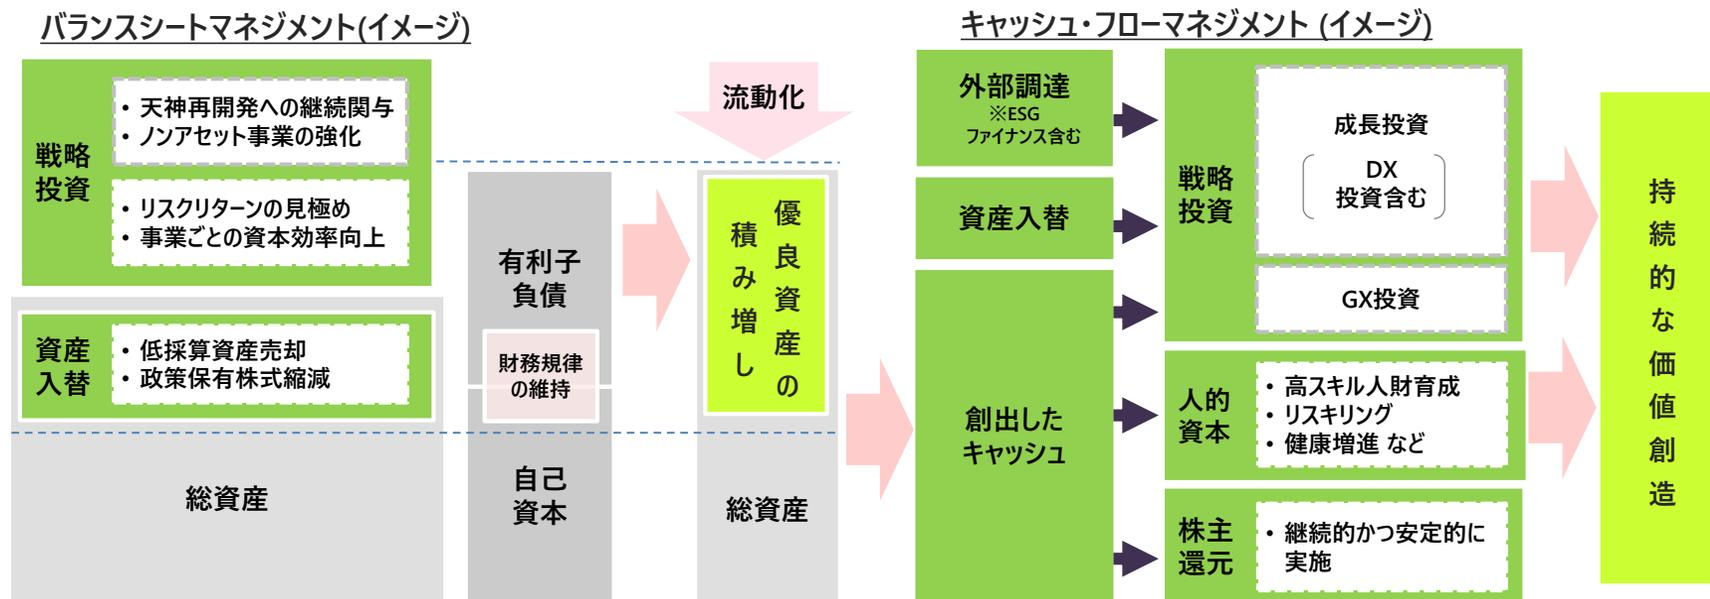 バランスシートマネジメント(イメージ)
戦略
投資
• 天神再開発への継続関与
• ノンアセット事業の強化
• リスクリターンの見極め
• 事業ごとの資本効率向上
資産
入替
• 低採算資産売却
• 政策保有株式縮減
総資産
有利子
負債
財務規律
の維持
自己
資本
流動化
優良資産の
積み増し
総資産
キャッシュ・フローマネジメント (イメージ)
外部調達
※ESG
ファイナンス含む
資産入替
創出した
キャッシュ
戦略
投資
成長投資
DX
投資含む
GX投資
人的
資本
• 高スキル人財育成
• リスキリング
• 健康増進 など
株主
還元
• 継続的かつ安定的に
実施
持続的な価値創造